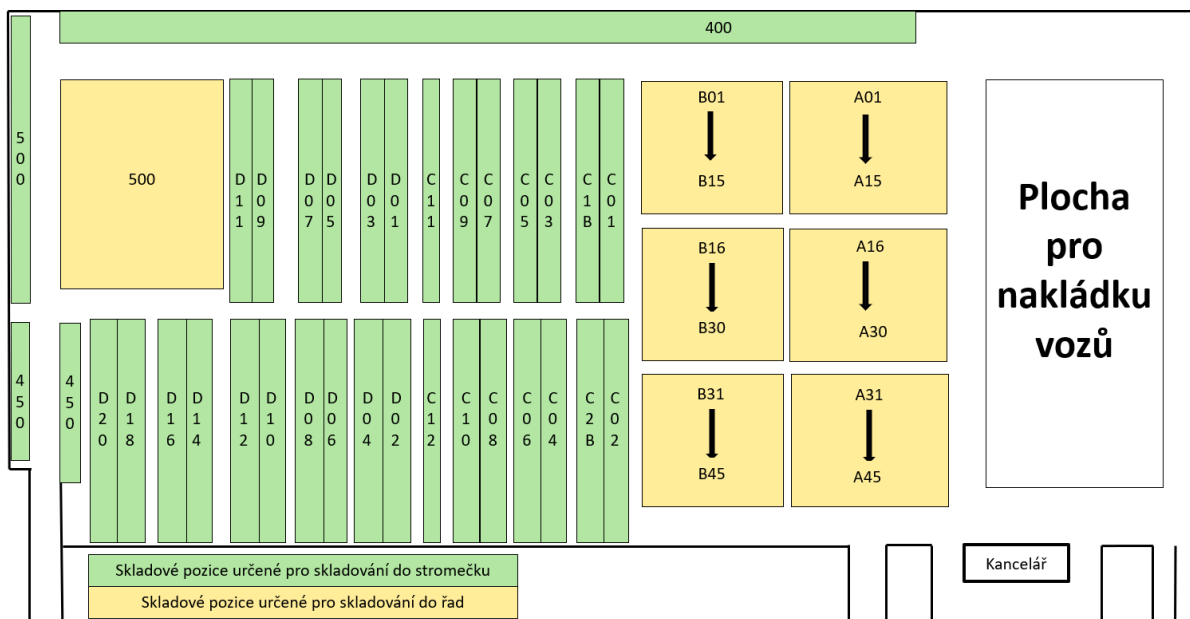 400
500
500
D11
D09
D07
D05
D03
D01
C11
C09
C07
C05
C03
C1B
C01
B01
B15
A01
A15
Plocha
pro
nakládku
vozů
B16
B30
A16
A30
450
450
D20
D18
D16
D14
D12
D10
D08
D06
D04
D02
C12
C10
C08
C06
C04
C2B
C02
B31
B45
A31
A45
Kancelář
Skladové pozice určené pro skladování do stromečku
Skladové pozice určené pro skladování do řad